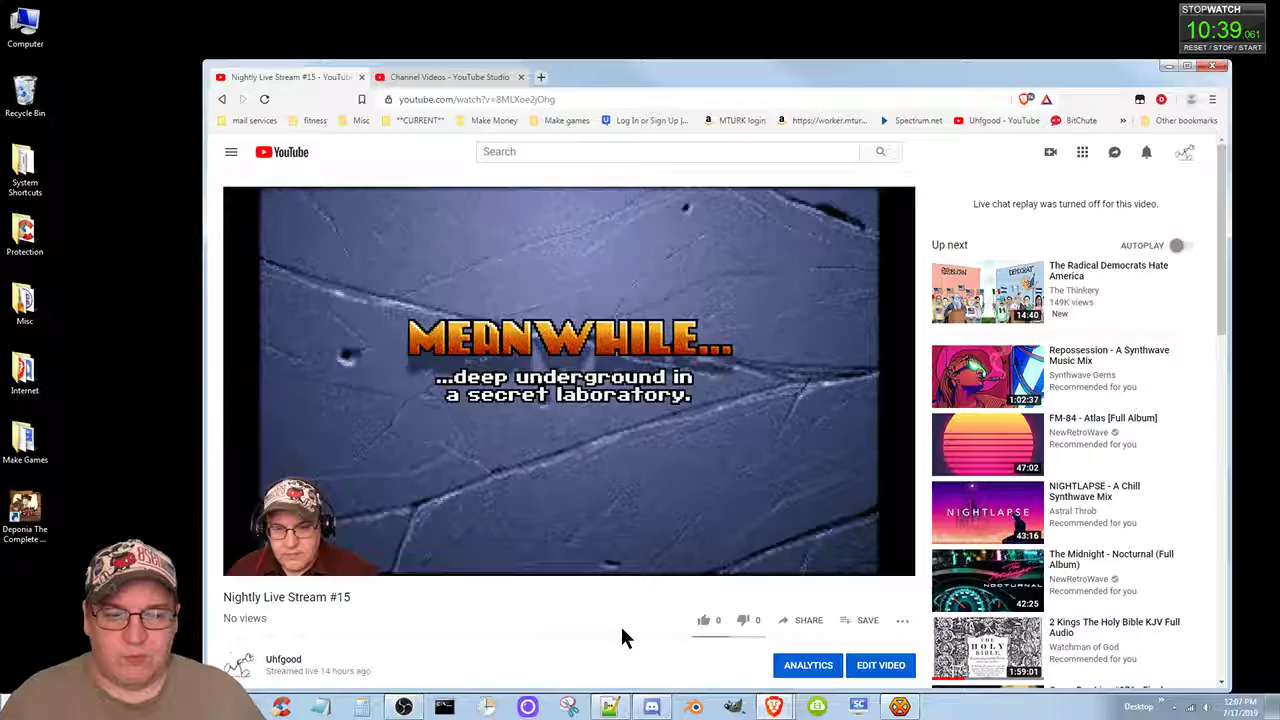 Computer
Recycle Bin
System
Shortcuts
Protection
Misc
Internet
Make Games
Deponia The
Complete ...
STOPWATCH
10:39.061
RESET / STOP / START
Nightly Live Stream #15 - YouTube
Channel Videos - YouTube Studio
youtube.com/watch?v=8MLXoe2jOhg
mail services
fitness
Misc
**CURRENT**
Make Money
Make games
Log In or Sign Up |...
MTURK login
https://worker.mtur...
Spectrum.net
Uhfgood - YouTube
BitChute
»
Other bookmarks
YouTube
Search
MEANWHILE...
...deep underground in
a secret laboratory.
Nightly Live Stream #15
No views
0
0
SHARE
SAVE
Uhfgood
Streamed live 14 hours ago
ANALYTICS
EDIT VIDEO
Live chat replay was turned off for this video.
Up next
AUTOPLAY
REPUBLICAN
DEMOCRAT
14:40
The Radical Democrats Hate
America
The Thinkery
149K views
New
1:02:37
Repossession - A Synthwave
Music Mix
Synthwave Gems
Recommended for you
47:02
FM-84 - Atlas [Full Album]
NewRetroWave
Recommended for you
NIGHTLAPSE
43:16
NIGHTLAPSE - A Chill
Synthwave Mix
Astral Throb
Recommended for you
NOCTURNAL
42:25
The Midnight - Nocturnal (Full
Album)
NewRetroWave
Recommended for you
THE
HOLY
BIBLE
1:59:01
2 Kings The Holy Bible KJV Full
Audio
Watchman of God
Recommended for you
SC
Desktop
»
12:07 PM
7/17/2019